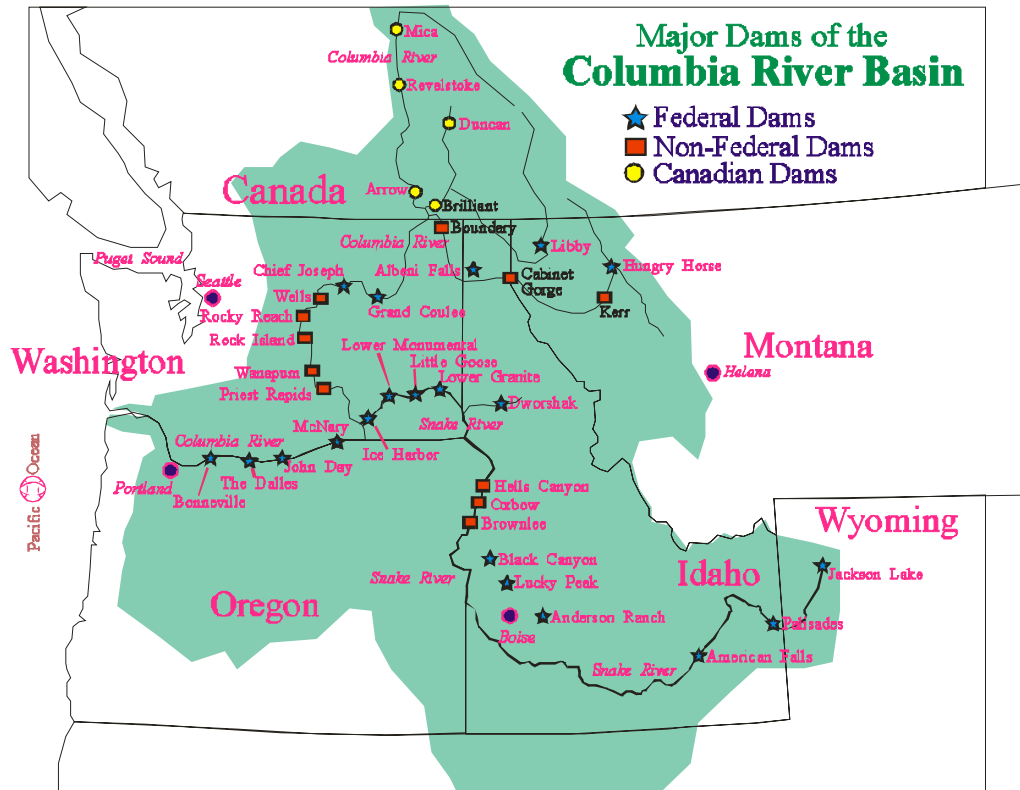 Major Dams of the
Columbia River Basin
Federal Dams
Non-Federal Dams
Canadian Dams
Mica
Columbia River
Revelstoke
Duncan
Canada
Arrow
Brilliant
Boundery
Columbia River
Libby
Puget Sound
Chief Joseph
Albeni Falls
Hungry Horse
Seattle
Cabinet
Gorge
Wells
Grand Coulee
Kerr
Rocky Reach
Rock Island
Lower Monumental
Washington
Little Goose
Montana
Wanapum
Lower Granite
Helena
Priest Rapids
Dworshak
McNary
Snake River
Columbia River
Ice Harbor
John Day
The Dalles
Portland
Bonneville
Pacific Ocean
Hells Canyon
Oxbow
Brownlee
Wyoming
Black Canyon
Snake River
Lucky Peak
Idaho
Jackson Lake
Oregon
Anderson Ranch
Boise
Palisades
American Falls
Snake River